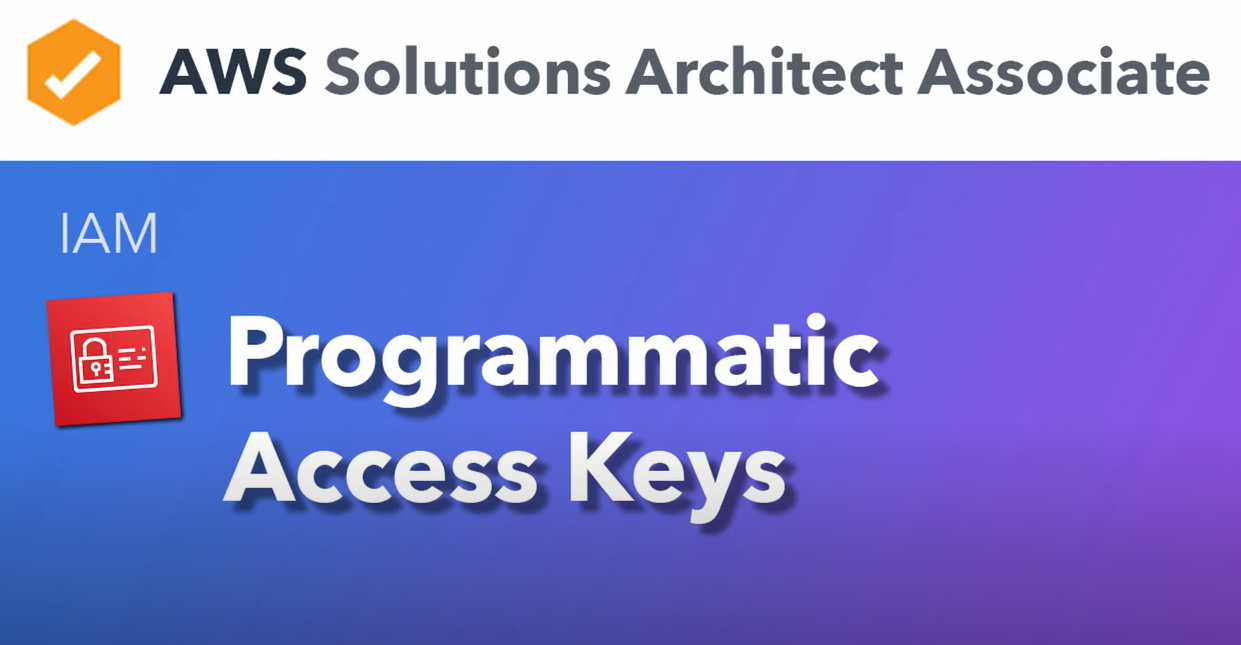 AWS Solutions Architect Associate
IAM
Programmatic
Access Keys